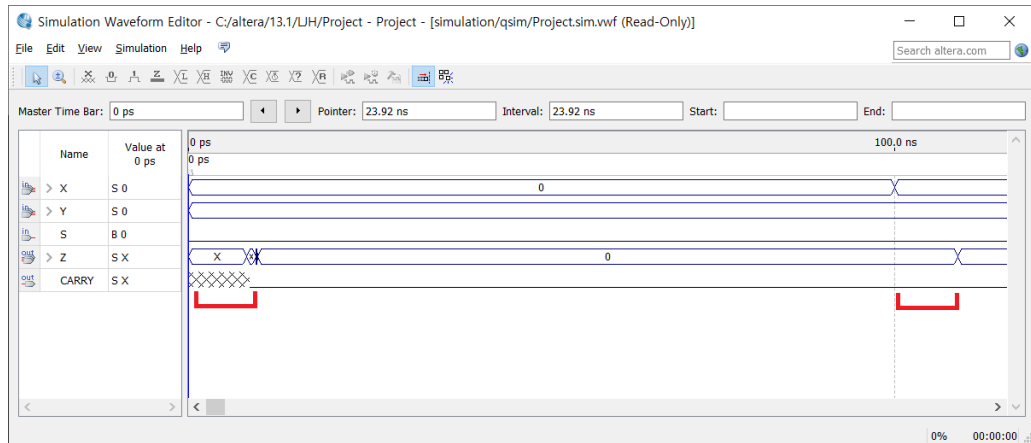 Simulation Waveform Editor - C:/altera/13.1/LJH/Project - Project - [simulation/qsim/Project.sim.vwf (Read-Only)]
File Edit View Simulation Help
Search altera.com
Master Time Bar: 0 ps Pointer: 23.92 ns Interval: 23.92 ns Start: End:
Name Value at 0 ps
0 ps 100.0 ns
0 ps
X S 0 0
Y S 0
S B 0
Z S X X X 0
CARRY S X
0% 00:00:00